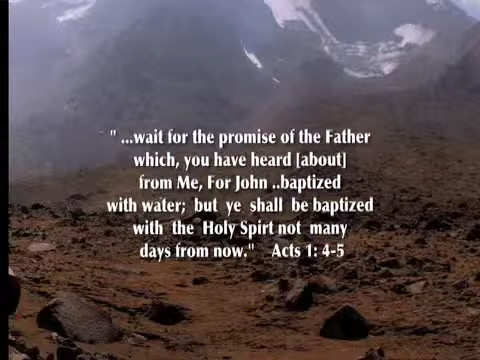 " ...wait for the promise of the Father
which, you have heard [about]
from Me, For John ..baptized
with water; but ye shall be baptized
with the Holy Spirt not many
days from now." Acts 1: 4-5